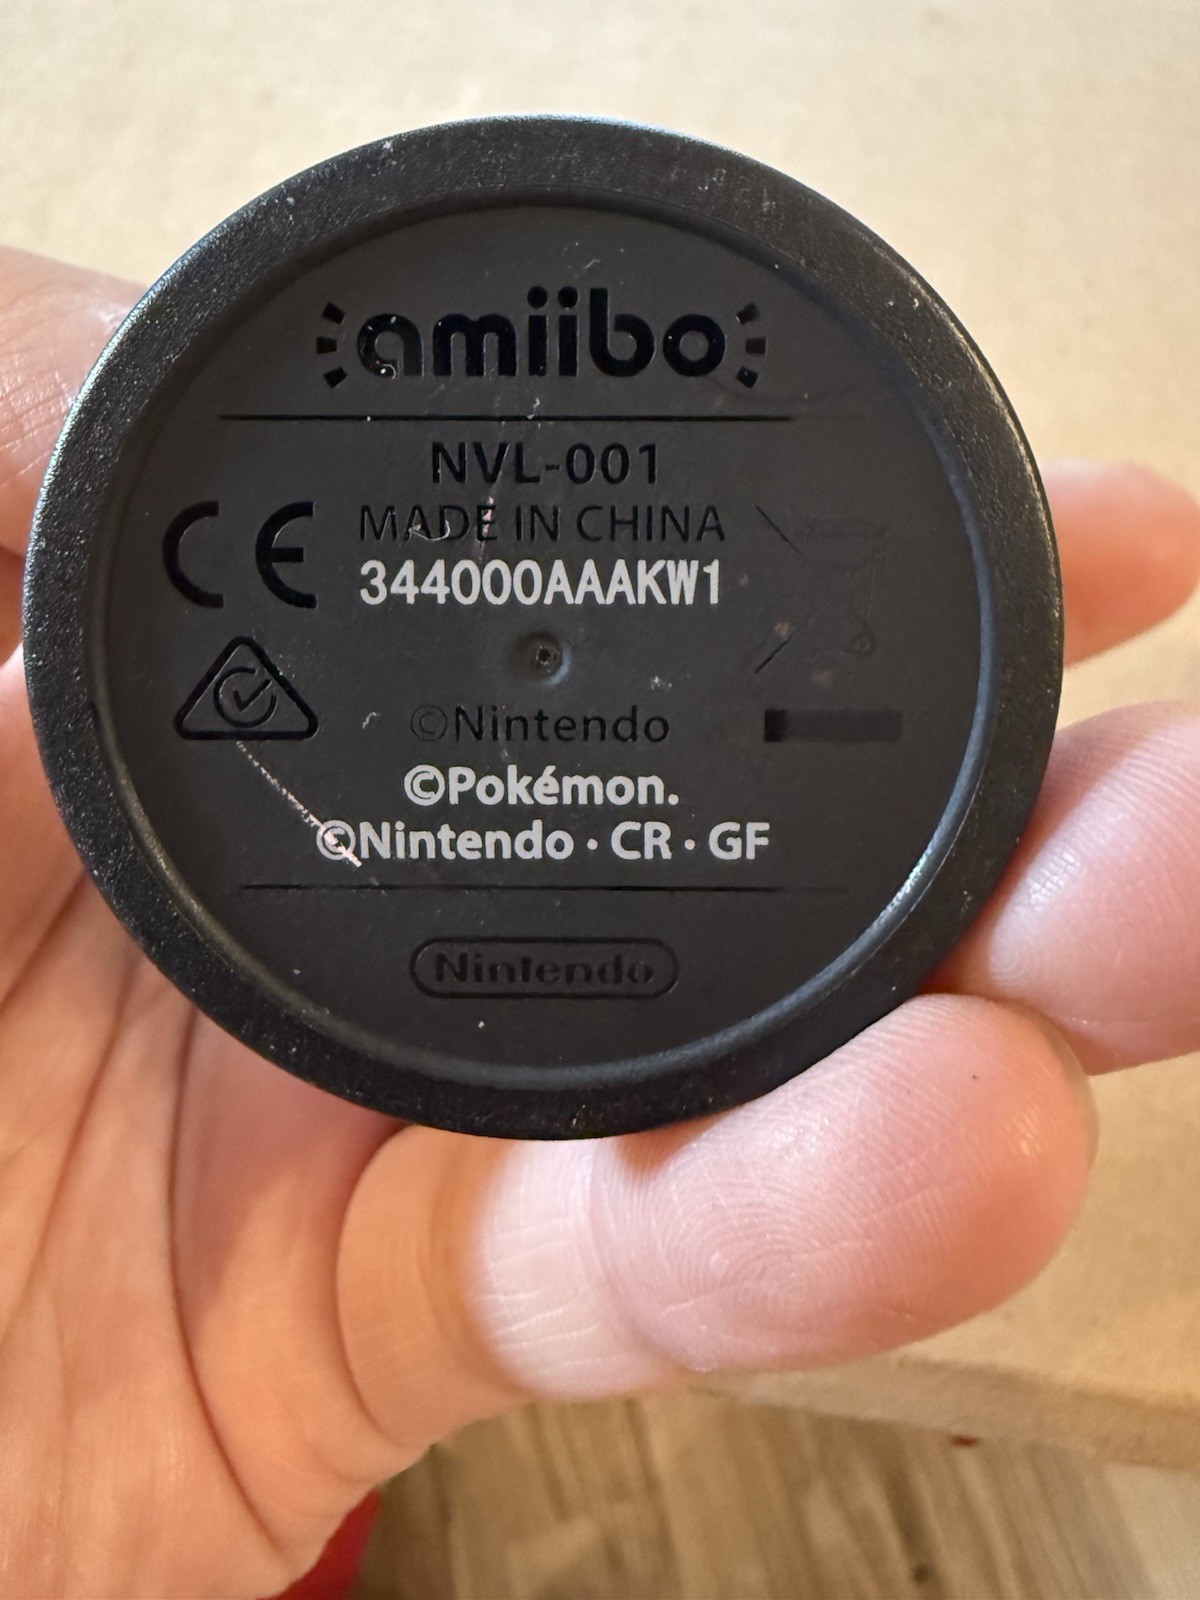 amiibo
NVL-001
MADE IN CHINA
CE
344000AAAKW1
©Nintendo
©Pokémon.
©Nintendo · CR · GF
Nintendo